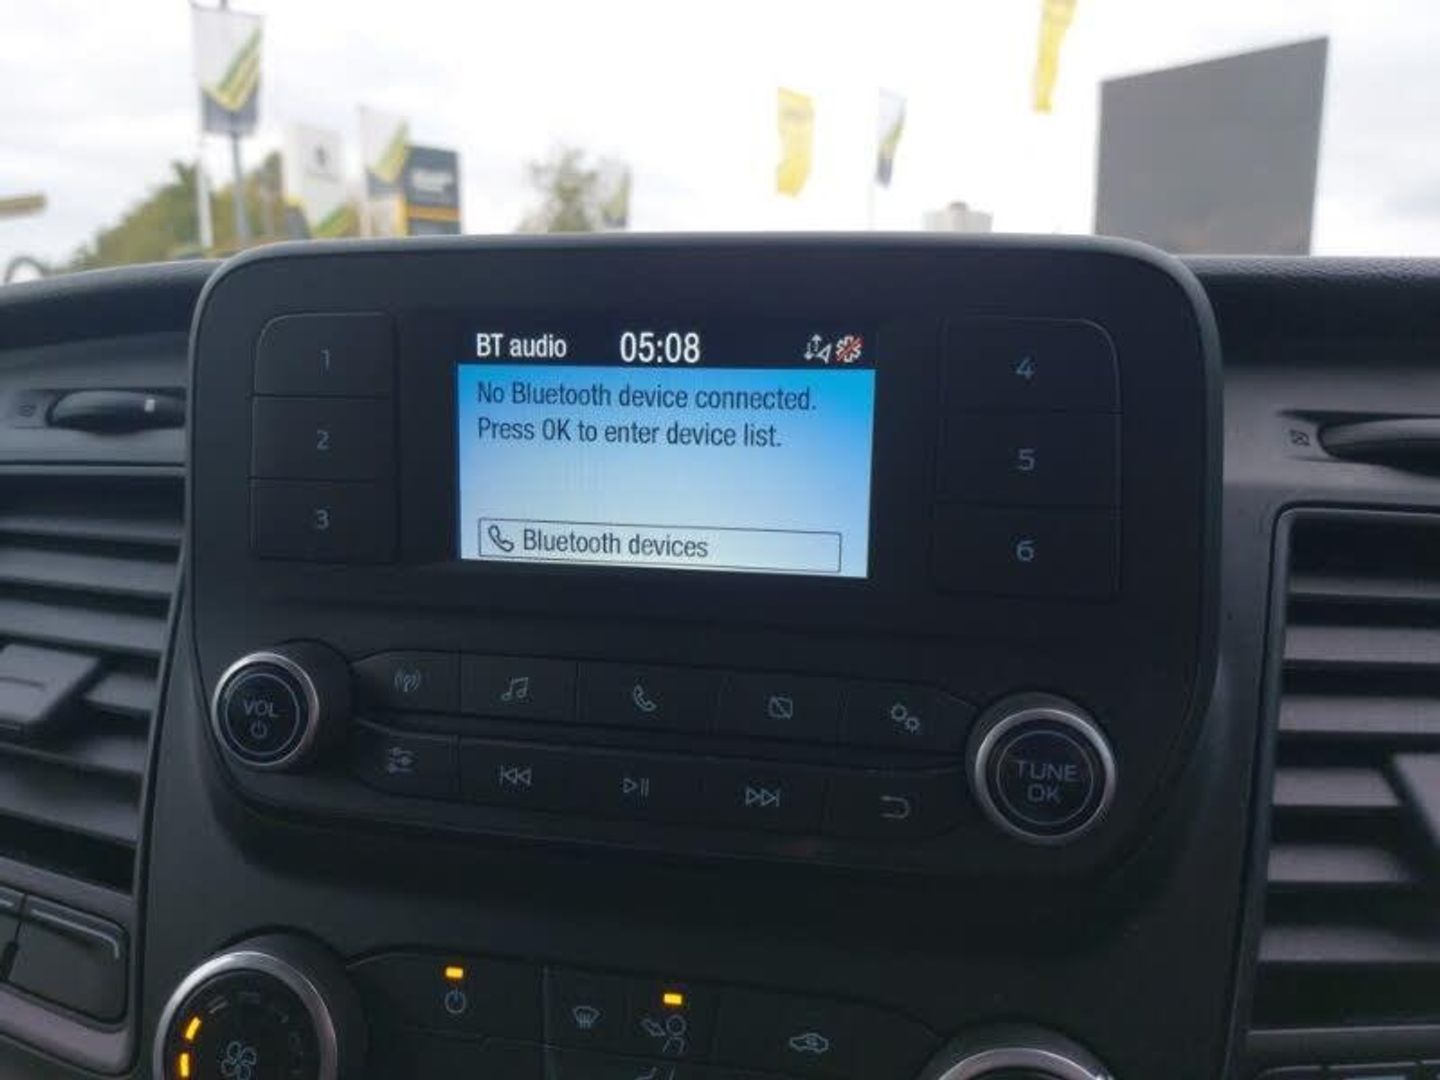 BT audio 05:08
No Bluetooth device connected.
Press OK to enter device list.
Bluetooth devices
1
2
3
4
5
6
VOL
TUNE
OK